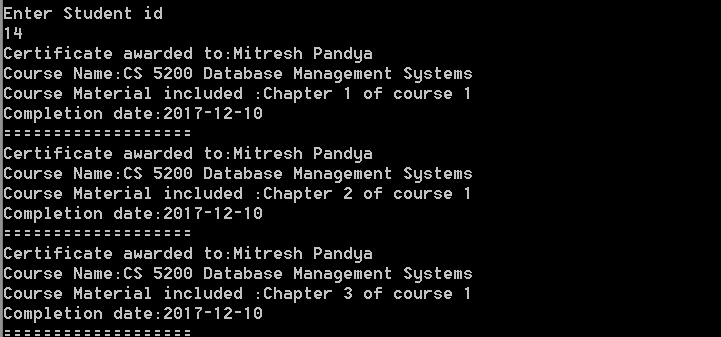 Enter Student id
14
Certificate awarded to:Mitresh Pandya
Course Name:CS 5200 Database Management Systems
Course Material included :Chapter 1 of course 1
Completion date:2017-12-10
===================
Certificate awarded to:Mitresh Pandya
Course Name:CS 5200 Database Management Systems
Course Material included :Chapter 2 of course 1
Completion date:2017-12-10
===================
Certificate awarded to:Mitresh Pandya
Course Name:CS 5200 Database Management Systems
Course Material included :Chapter 3 of course 1
Completion date:2017-12-10
===================